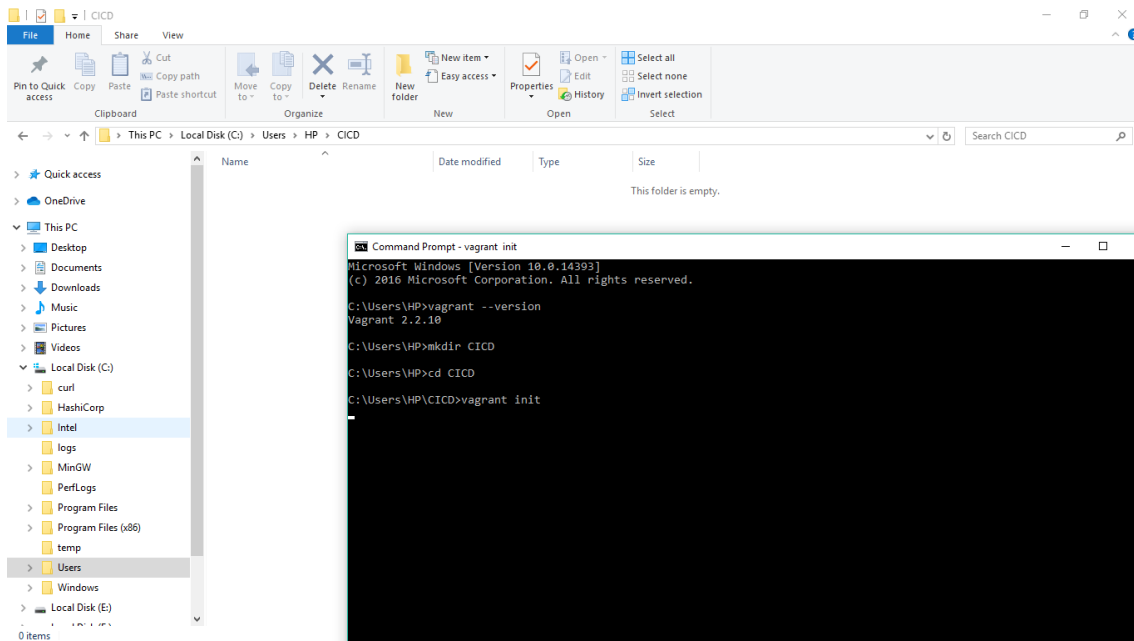 CICD
File Home Share View
Pin to Quick access
Copy
Paste
Cut
Copy path
Paste shortcut
Clipboard
Move to
Copy to
Delete
Rename
Organize
New folder
New item
Easy access
New
Properties
Open
Edit
History
Open
Select all
Select none
Invert selection
Select
This PC > Local Disk (C:) > Users > HP > CICD
Search CICD
Name Date modified Type Size
This folder is empty.
Quick access
OneDrive
This PC
Desktop
Documents
Downloads
Music
Pictures
Videos
Local Disk (C:)
curl
HashiCorp
Intel
logs
MinGW
PerfLogs
Program Files
Program Files (x86)
temp
Users
Windows
Local Disk (E:)
0 items
Command Prompt - vagrant init
Microsoft Windows [Version 10.0.14393]
(c) 2016 Microsoft Corporation. All rights reserved.
C:\Users\HP>vagrant --version
Vagrant 2.2.10
C:\Users\HP>mkdir CICD
C:\Users\HP>cd CICD
C:\Users\HP\CICD>vagrant init